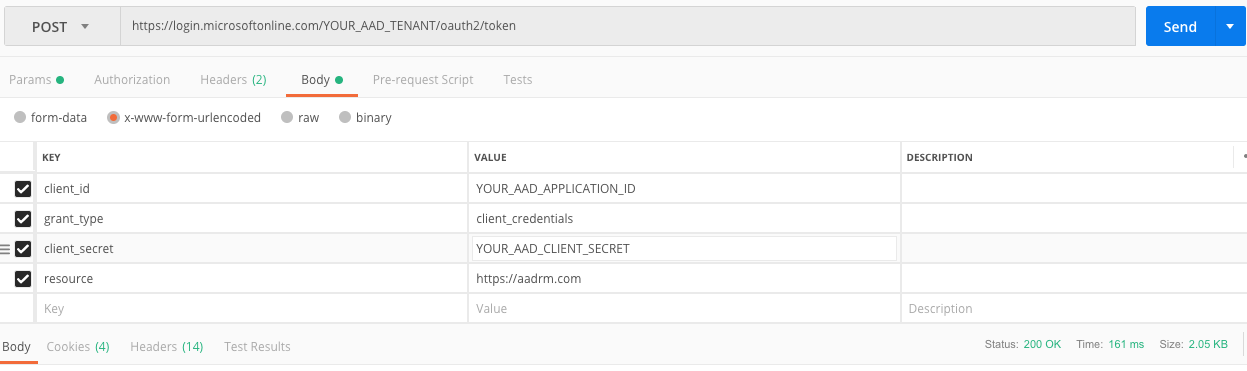 POST https://login.microsoftonline.com/YOUR_AAD_TENANT/oauth2/token Send
Params Authorization Headers (2) Body Pre-request Script Tests
form-data x-www-form-urlencoded raw binary
KEY VALUE DESCRIPTION
client_id YOUR_AAD_APPLICATION_ID
grant_type client_credentials
client_secret YOUR_AAD_CLIENT_SECRET
resource https://aadrm.com
Key Value Description
Body Cookies (4) Headers (14) Test Results Status: 200 OK Time: 161 ms Size: 2.05 KB